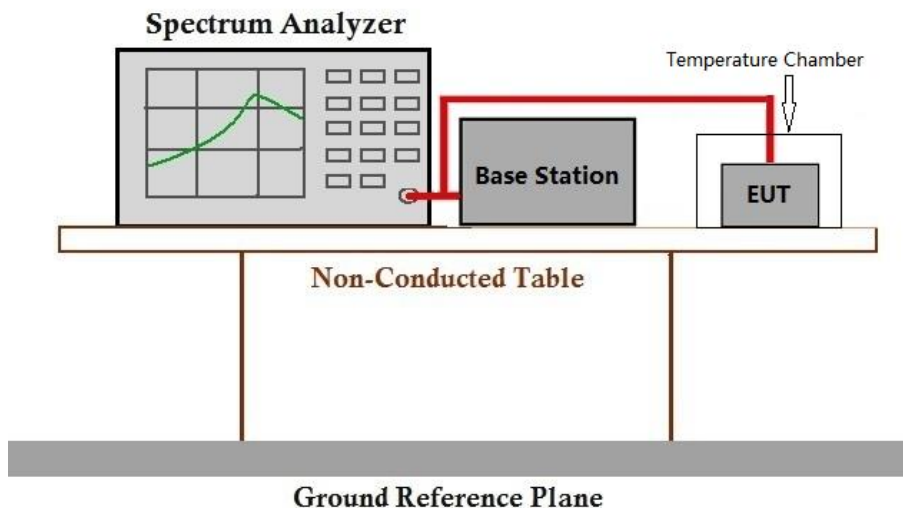 Spectrum Analyzer
Temperature Chamber
Base Station
EUT
Non-Conducted Table
Ground Reference Plane